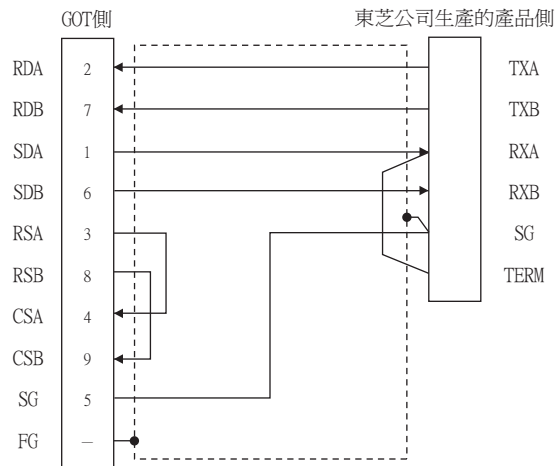 GOT側 東芝公司生產的產品側
RDA 2 TXA
RDB 7 TXB
SDA 1 RXA
SDB 6 RXB
RSA 3 SG
RSB 8 TERM
CSA 4
CSB 9
SG 5
FG －